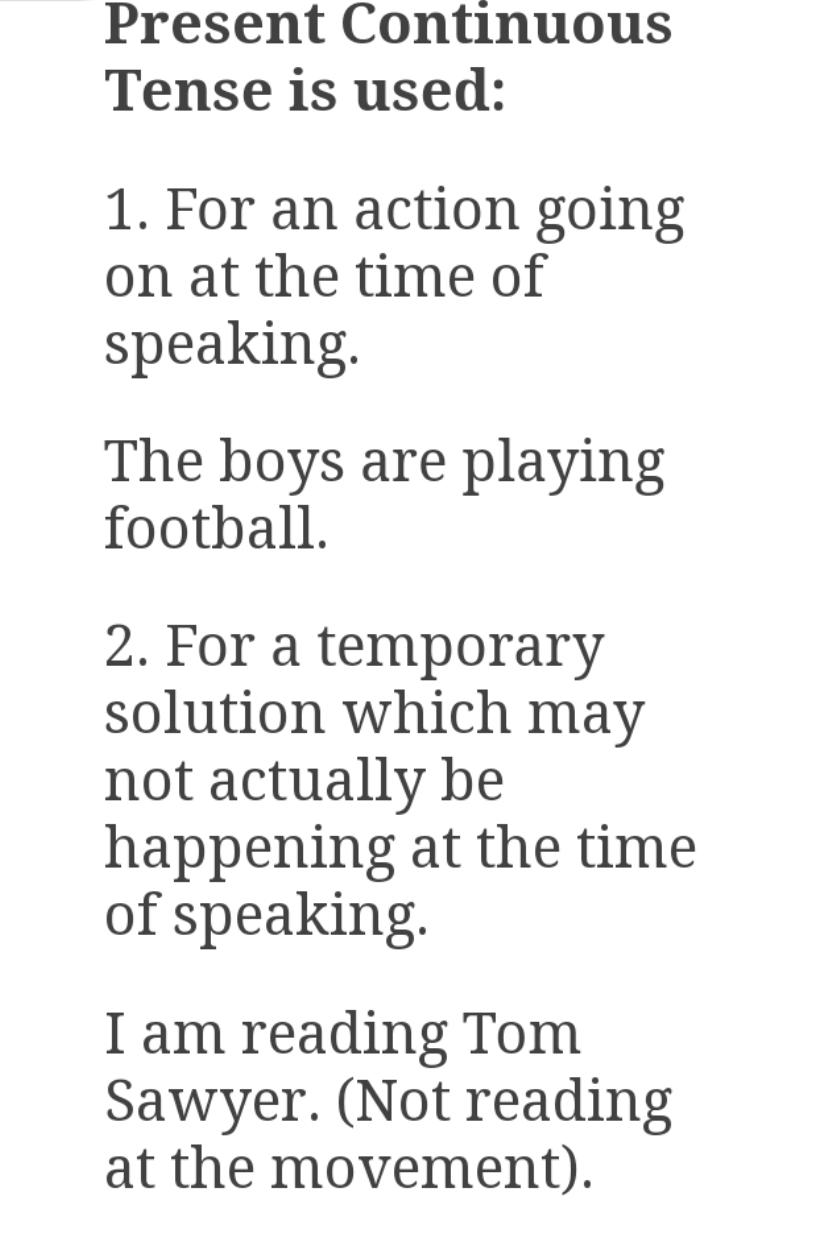 Present Continuous
Tense is used:
1. For an action going
on at the time of
speaking.
The boys are playing
football.
2. For a temporary
solution which may
not actually be
happening at the time
of speaking.
I am reading Tom
Sawyer. (Not reading
at the movement).